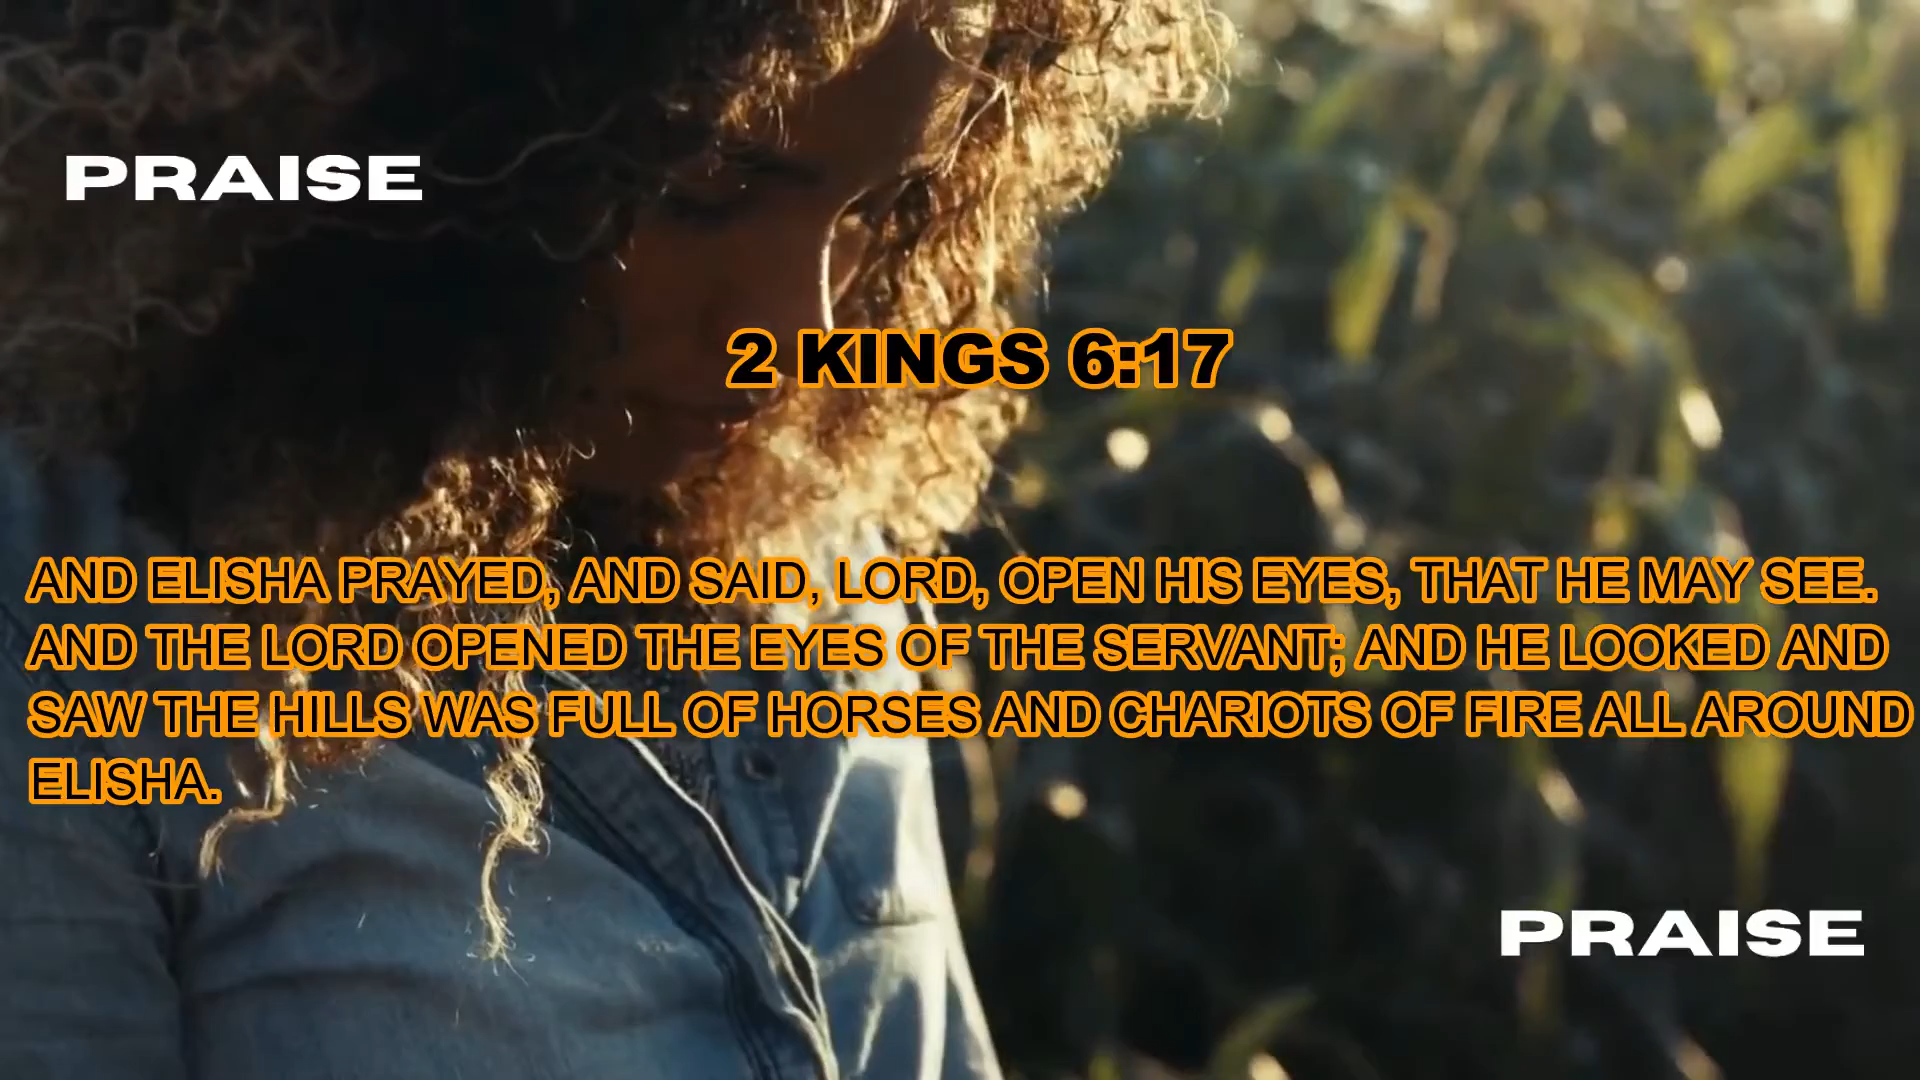 PRAISE
2 KINGS 6:17
AND ELISHA PRAYED, AND SAID, LORD, OPEN HIS EYES, THAT HE MAY SEE.
AND THE LORD OPENED THE EYES OF THE SERVANT; AND HE LOOKED AND
SAW THE HILLS WAS FULL OF HORSES AND CHARIOTS OF FIRE ALL AROUND
ELISHA.
PRAISE